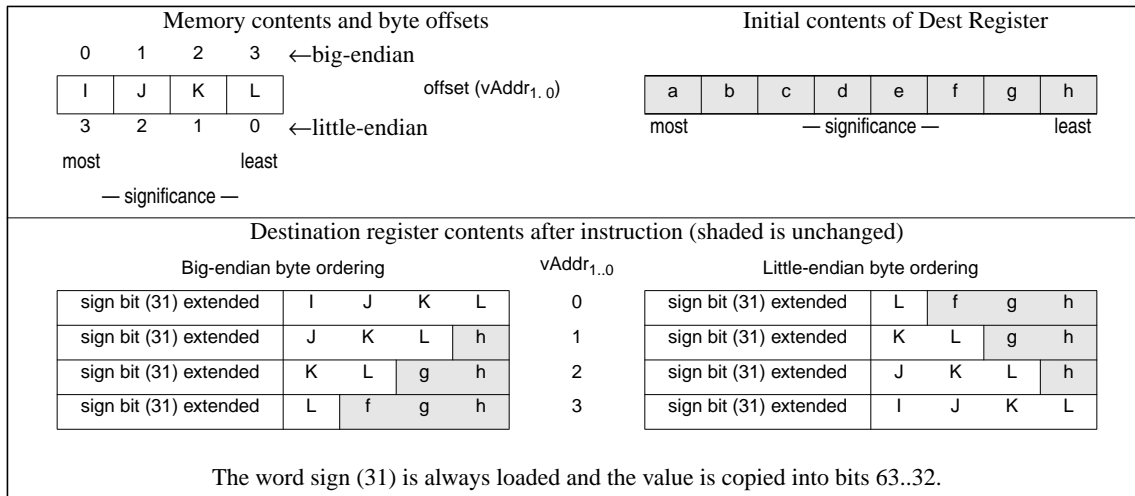 Memory contents and byte offsets
Initial contents of Dest Register
0 1 2 3 ←big-endian
I J K L offset (vAddr1. 0)
3 2 1 0 ←little-endian
most least
— significance —
a b c d e f g h
most — significance — least
Destination register contents after instruction (shaded is unchanged)
Big-endian byte ordering vAddr1..0 Little-endian byte ordering
sign bit (31) extended I J K L 0 sign bit (31) extended L f g h
sign bit (31) extended J K L h 1 sign bit (31) extended K L g h
sign bit (31) extended K L g h 2 sign bit (31) extended J K L h
sign bit (31) extended L f g h 3 sign bit (31) extended I J K L
The word sign (31) is always loaded and the value is copied into bits 63..32.